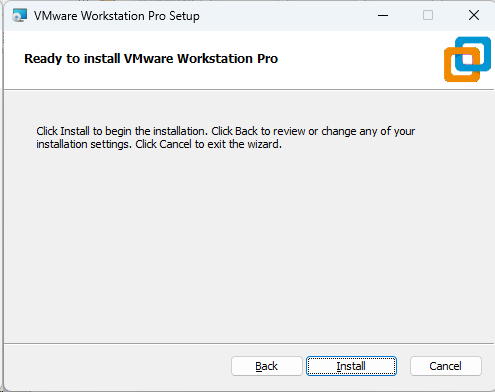 VMware Workstation Pro Setup
Ready to install VMware Workstation Pro
Click Install to begin the installation. Click Back to review or change any of your
installation settings. Click Cancel to exit the wizard.
Back Install Cancel